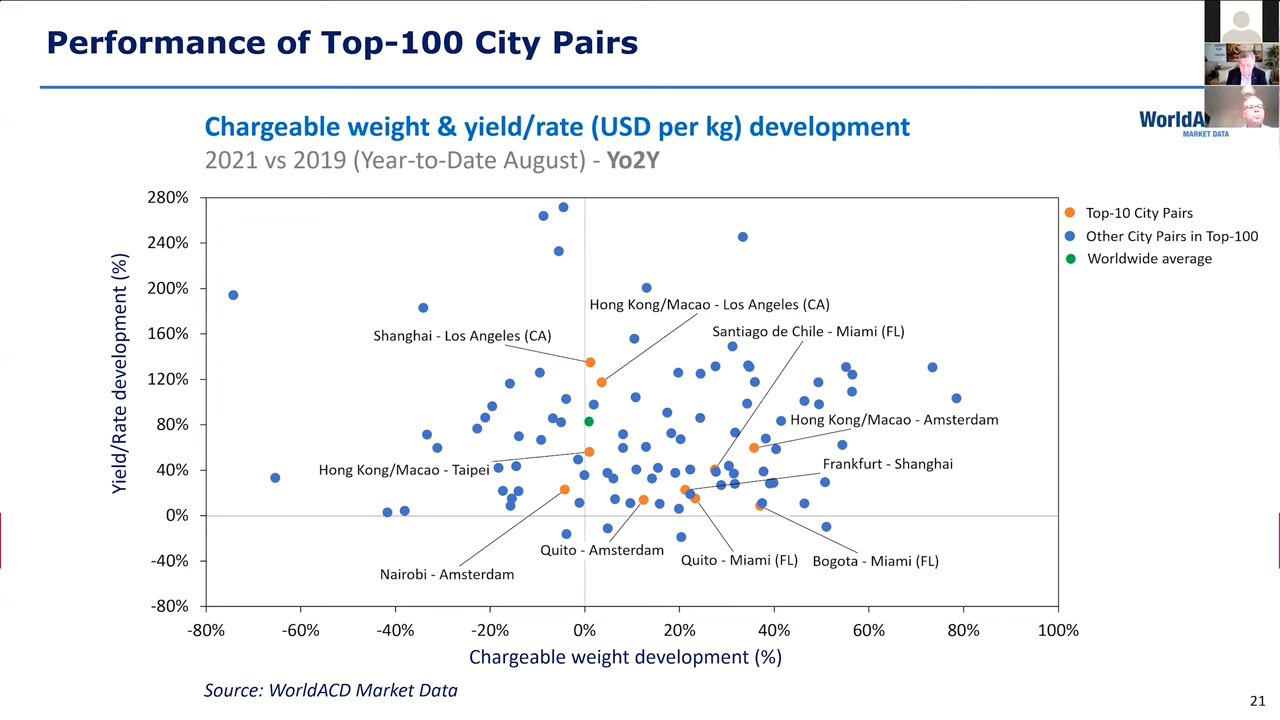 Performance of Top-100 City Pairs
Chargeable weight & yield/rate (USD per kg) development
2021 vs 2019 (Year-to-Date August) - Yo2Y
WorldA
MARKET DATA
280%
240%
200%
160%
120%
80%
40%
0%
-40%
-80%
Yield/Rate development (%)
Top-10 City Pairs
Other City Pairs in Top-100
Worldwide average
Hong Kong/Macao - Los Angeles (CA)
Shanghai - Los Angeles (CA)
Santiago de Chile - Miami (FL)
Hong Kong/Macao - Amsterdam
Hong Kong/Macao - Taipei
Frankfurt - Shanghai
Quito - Amsterdam
Quito - Miami (FL)
Bogota - Miami (FL)
Nairobi - Amsterdam
-80% -60% -40% -20% 0% 20% 40% 60% 80% 100%
Chargeable weight development (%)
Source: WorldACD Market Data
21